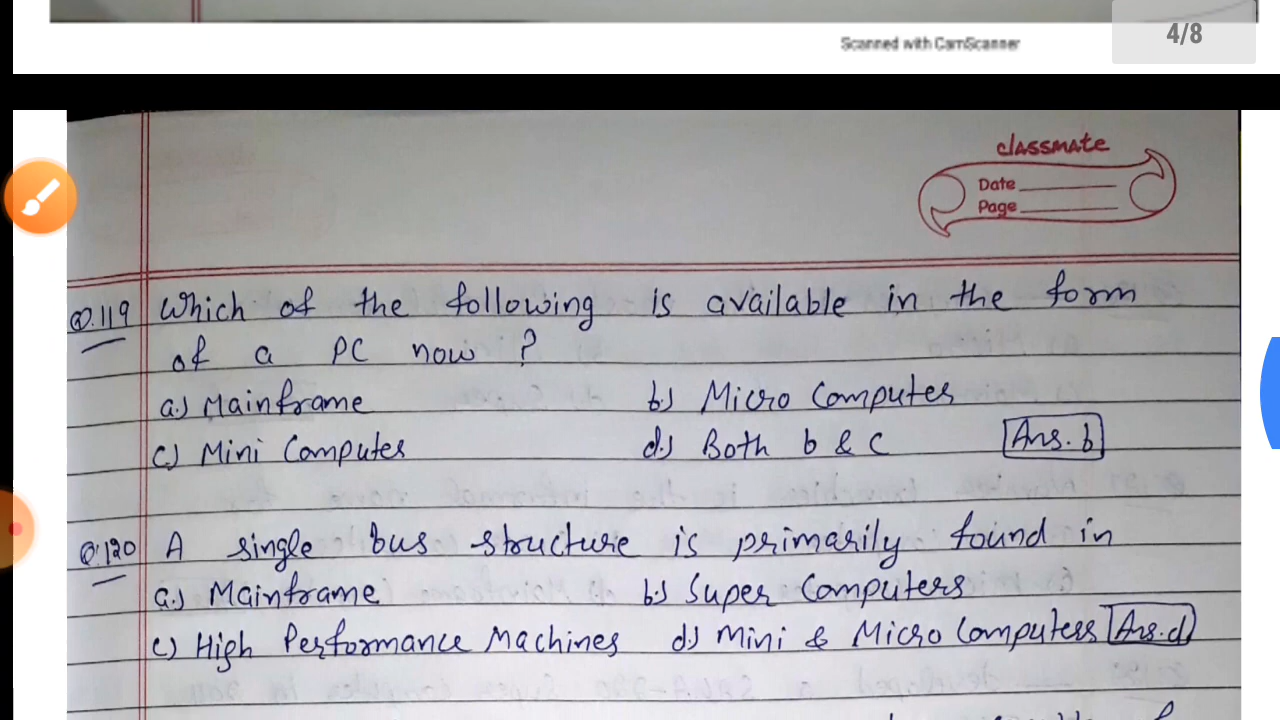 Scanned with CamScanner
4/8
classmate
Date
Page
Q.119 Which of the following is available in the form
of a PC now ?
a.) Mainframe b.) Micro Computer
c.) Mini Computer d.) Both b & c Ans. b
Q.120 A single bus structure is primarily found in
a.) Mainframe b.) Super Computers
c.) High Performance Machines d.) Mini & Micro Computers Ans. d